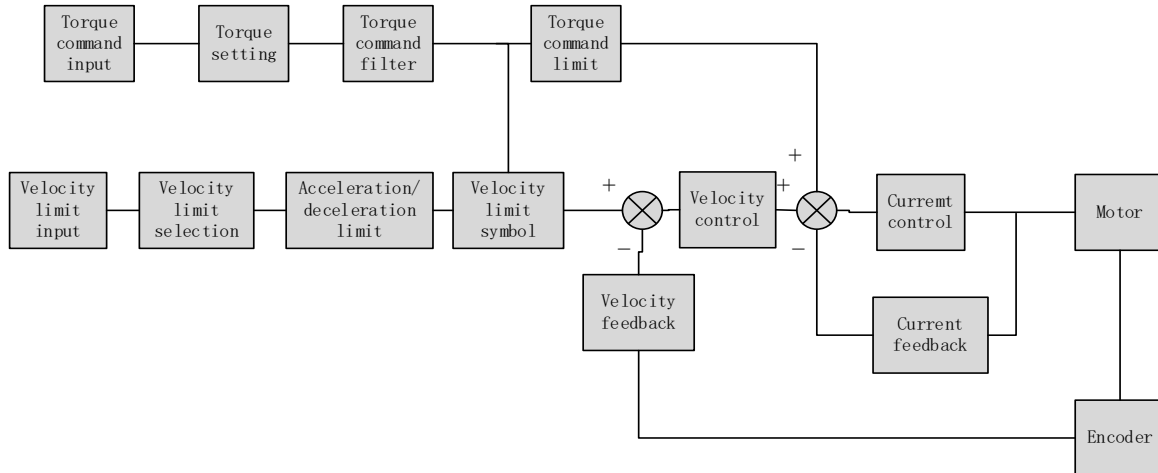 Torque
command
input
Torque
setting
Torque
command
filter
Torque
command
limit
Velocity
limit
input
Velocity
limit
selection
Acceleration/
deceleration
limit
Velocity
limit
symbol
+
−
Velocity
control
+
+
−
Curremt
control
Motor
Velocity
feedback
Current
feedback
Encoder